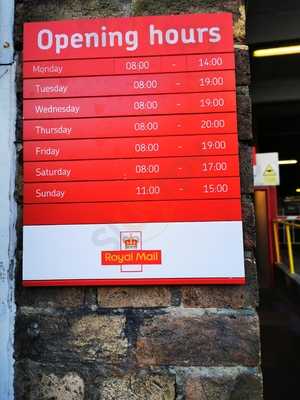 Opening hours
Monday 08:00 - 14:00
Tuesday 08:00 - 19:00
Wednesday 08:00 - 19:00
Thursday 08:00 - 20:00
Friday 08:00 - 19:00
Saturday 08:00 - 17:00
Sunday 11:00 - 15:00
Royal Mail